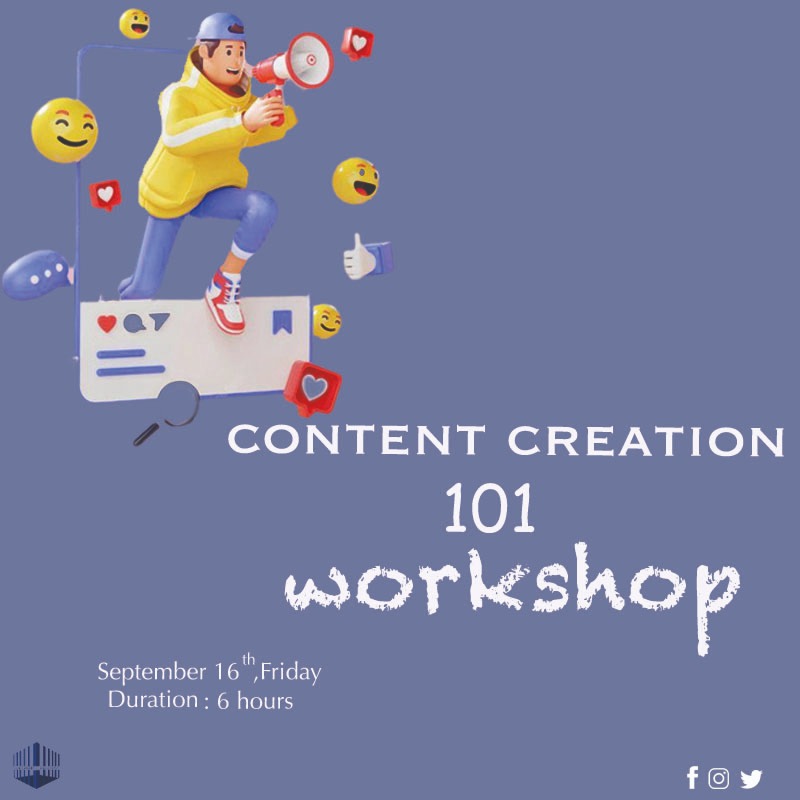 CONTENT CREATION
101
workshop
September 16th,Friday
Duration : 6 hours